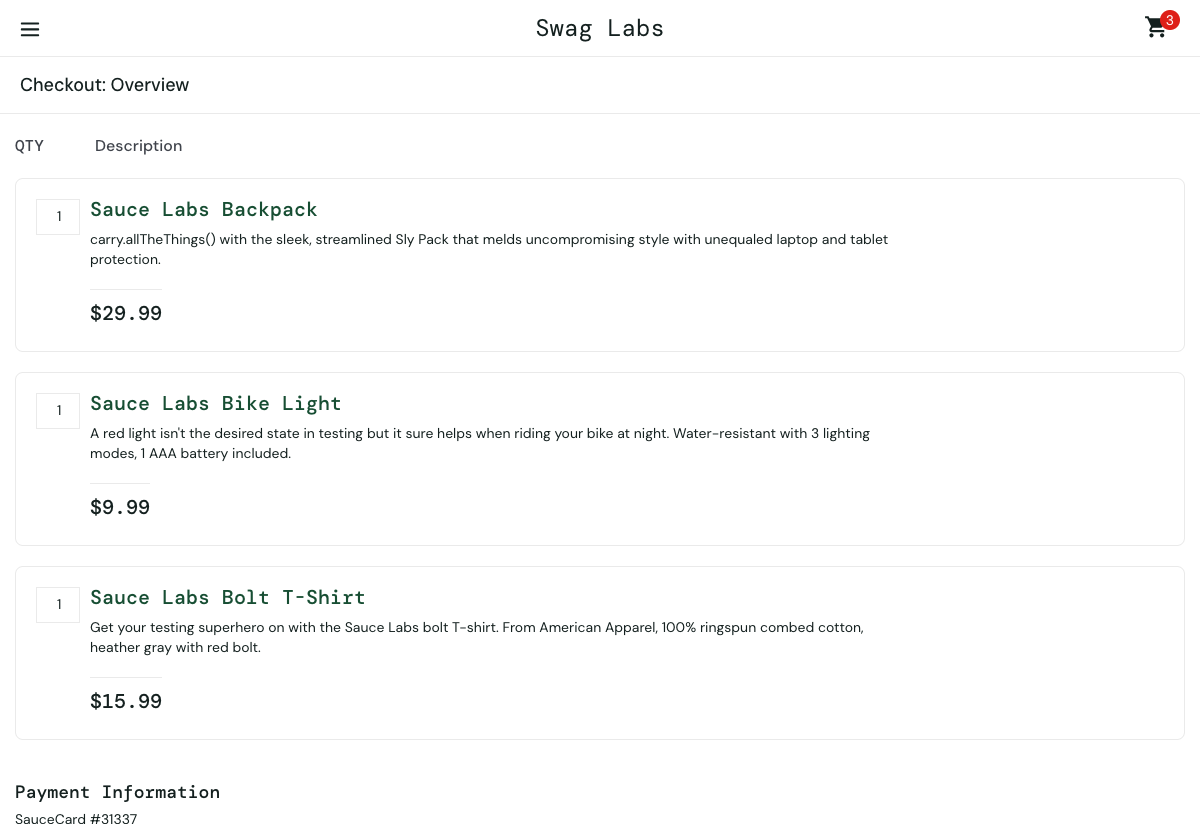 Swag Labs
3
Checkout: Overview
QTY
Description
1
Sauce Labs Backpack
carry.allTheThings() with the sleek, streamlined Sly Pack that melds uncompromising style with unequaled laptop and tablet
protection.
$29.99
1
Sauce Labs Bike Light
A red light isn't the desired state in testing but it sure helps when riding your bike at night. Water-resistant with 3 lighting
modes, 1 AAA battery included.
$9.99
1
Sauce Labs Bolt T-Shirt
Get your testing superhero on with the Sauce Labs bolt T-shirt. From American Apparel, 100% ringspun combed cotton,
heather gray with red bolt.
$15.99
Payment Information
SauceCard #31337